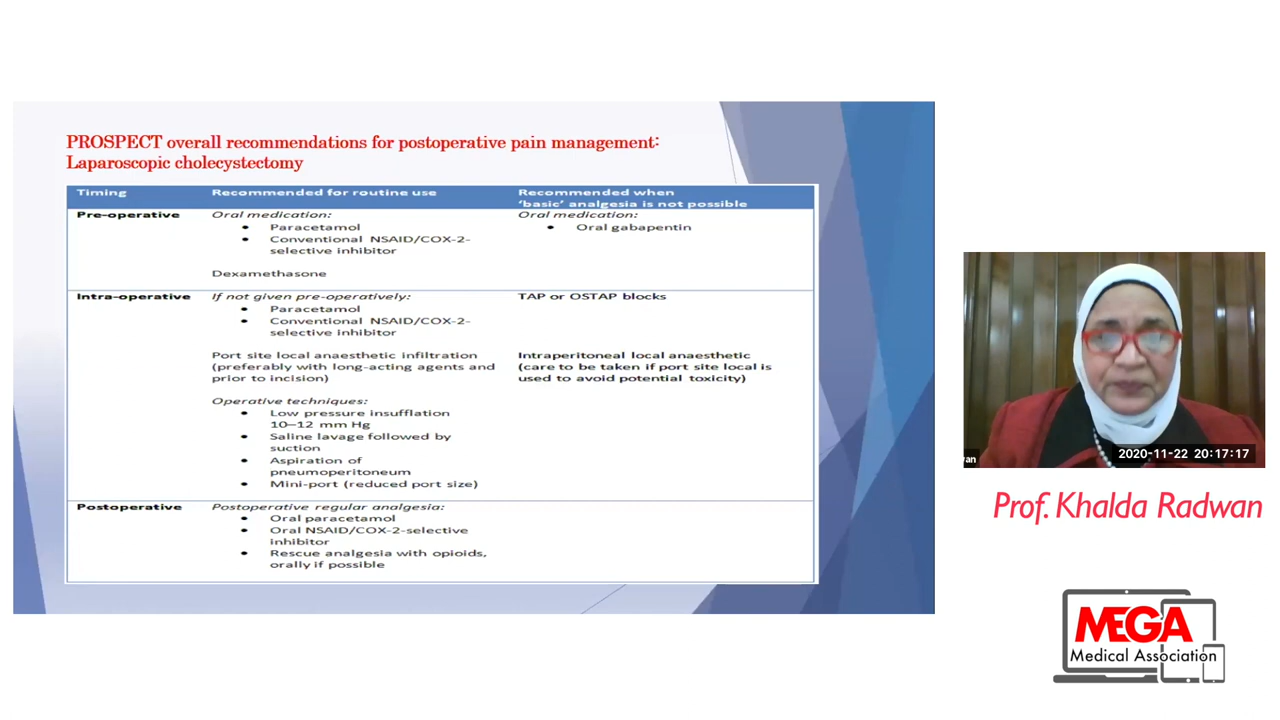 PROSPECT overall recommendations for postoperative pain management:
Laparoscopic cholecystectomy
Timing
Recommended for routine use
Recommended when
'basic' analgesia is not possible
Pre-operative
Oral medication:
• Paracetamol
• Conventional NSAID/COX-2-
selective inhibitor
Dexamethasone
Oral medication:
• Oral gabapentin
Intra-operative
If not given pre-operatively:
• Paracetamol
• Conventional NSAID/COX-2-
selective inhibitor
Port site local anaesthetic infiltration
(preferably with long-acting agents and
prior to incision)
Operative techniques:
• Low pressure insufflation
10–12 mm Hg
• Saline lavage followed by
suction
• Aspiration of
pneumoperitoneum
• Mini-port (reduced port size)
TAP or OSTAP blocks
Intraperitoneal local anaesthetic
(care to be taken if port site local is
used to avoid potential toxicity)
Postoperative
Postoperative regular analgesia:
• Oral paracetamol
• Oral NSAID/COX-2-selective
inhibitor
• Rescue analgesia with opioids,
orally if possible
2020-11-22 20:17:17
Prof. Khalda Radwan
MEGA
Medical Association